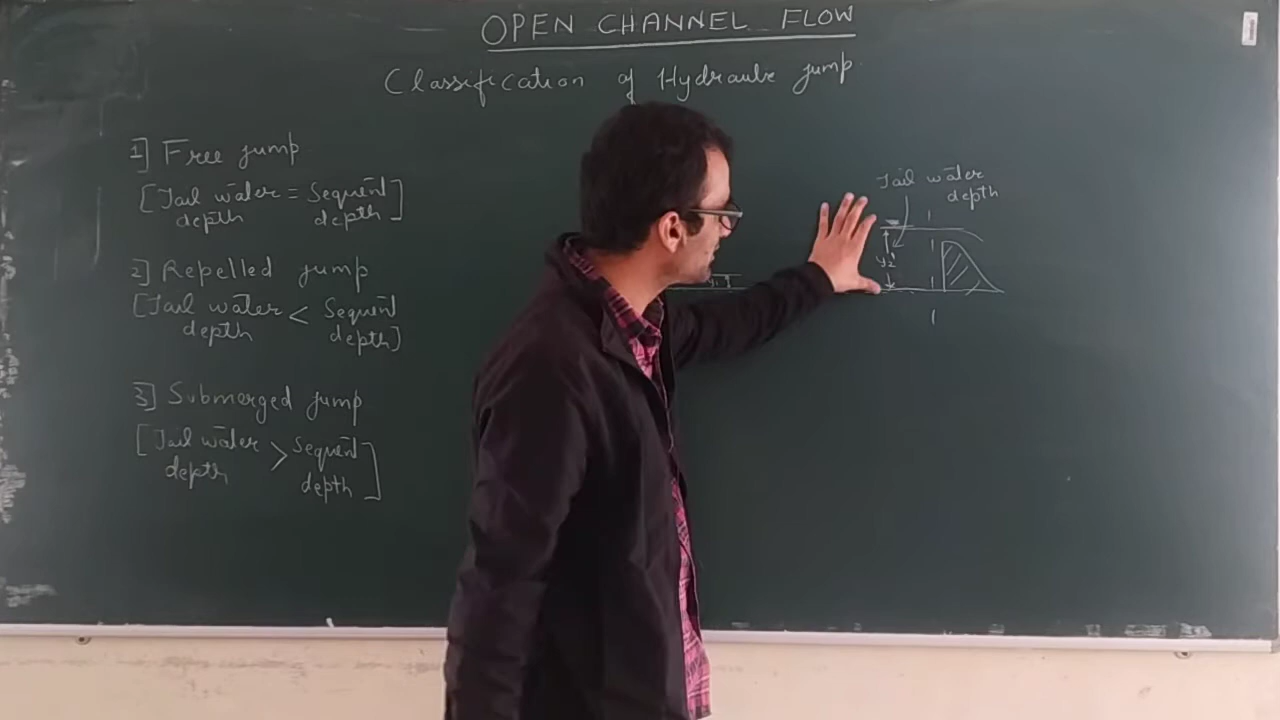 OPEN CHANNEL FLOW
Classification of Hydraulic jump
1] Free jump
[Tail water = Sequent
depth depth]
2] Repelled jump
[Tail water < Sequent
depth depth]
3] Submerged jump
[Tail water > Sequent
depth depth]
Tail water
depth
y₁
y₂'